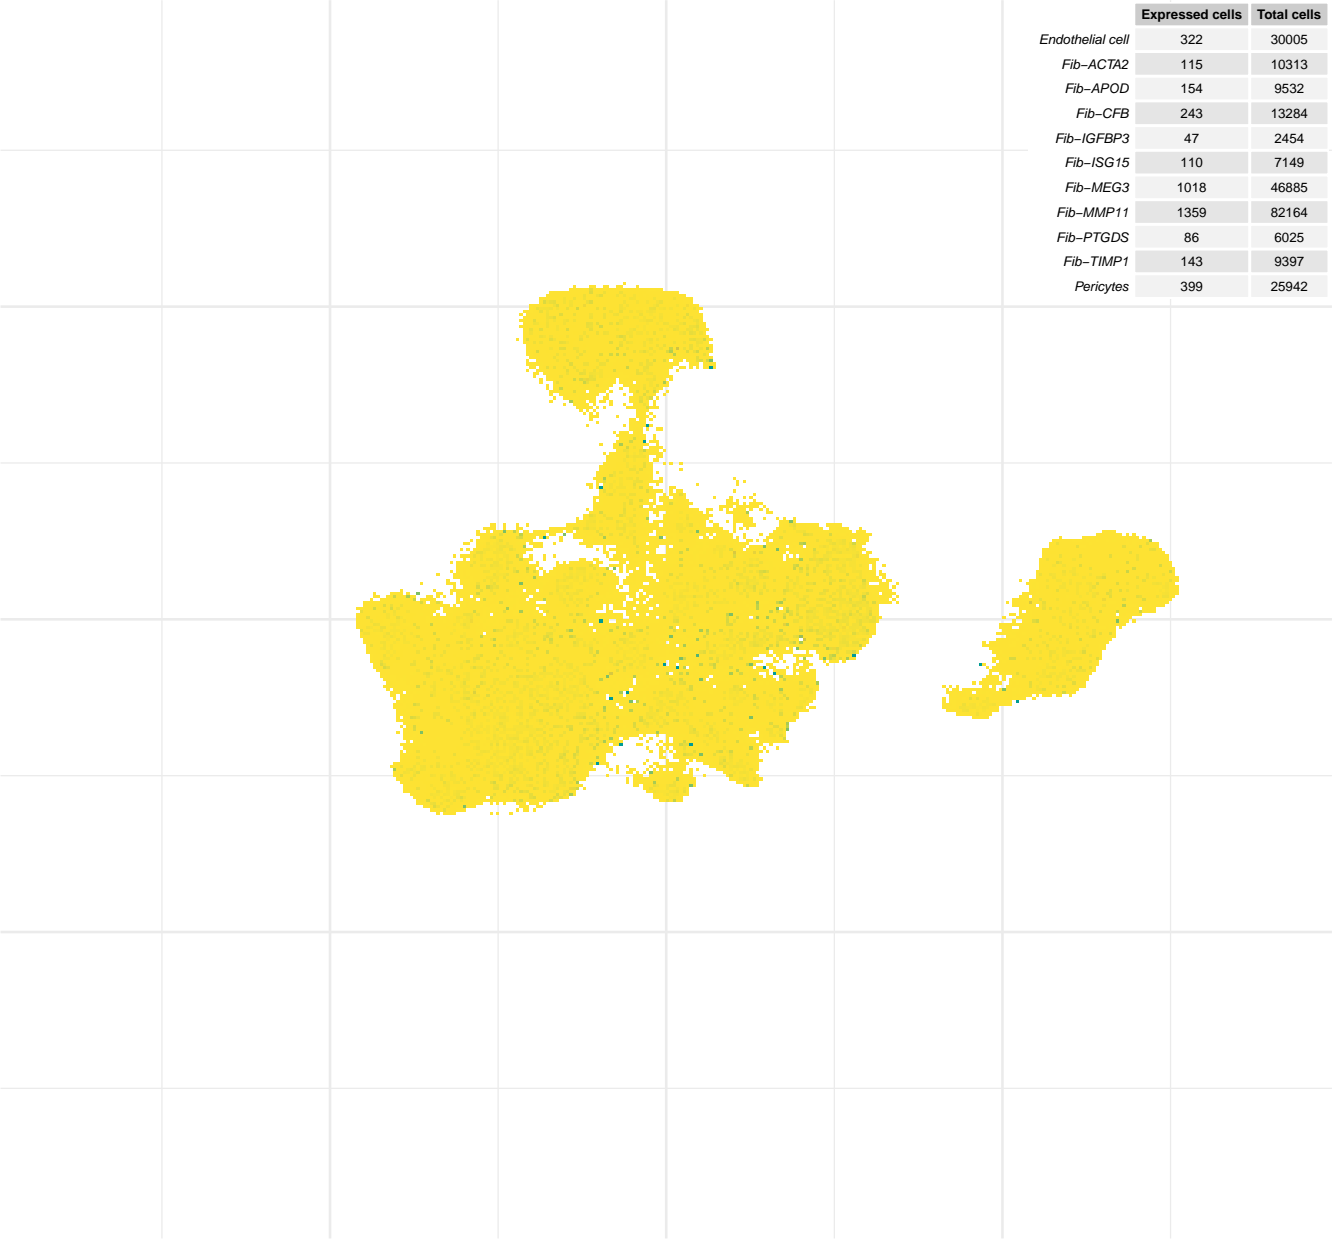 Expressed cells Total cells
Endothelial cell 322 30005
Fib−ACTA2 115 10313
Fib−APOD 154 9532
Fib−CFB 243 13284
Fib−IGFBP3 47 2454
Fib−ISG15 110 7149
Fib−MEG3 1018 46885
Fib−MMP11 1359 82164
Fib−PTGDS 86 6025
Fib−TIMP1 143 9397
Pericytes 399 25942